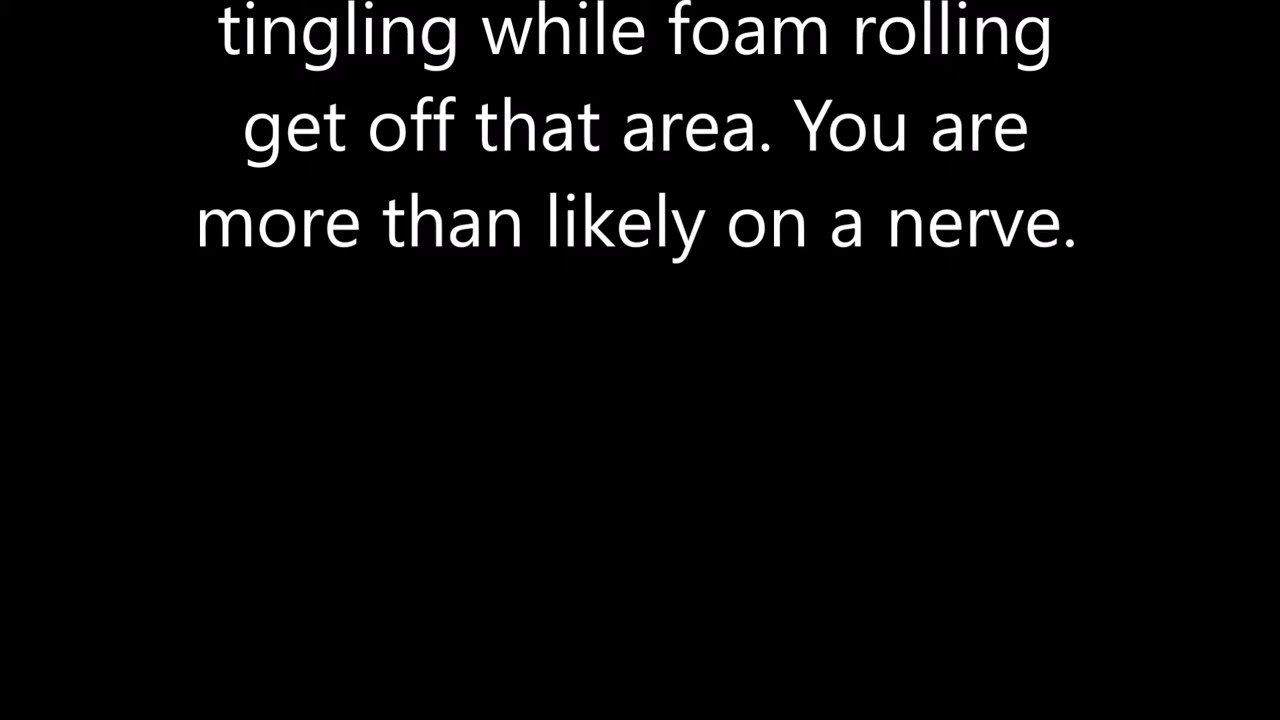 tingling while foam rolling
get off that area. You are
more than likely on a nerve.